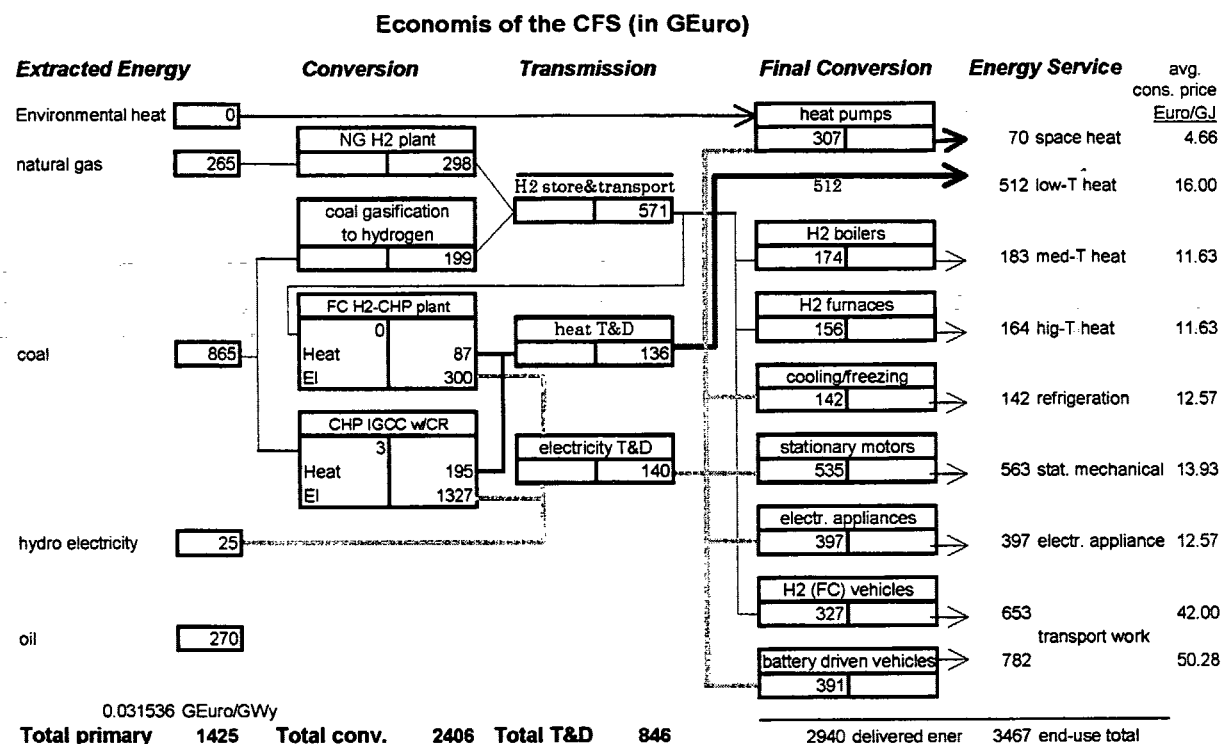 Economis of the CFS (in GEuro)
Extracted Energy Conversion Transmission Final Conversion Energy Service avg.
cons. price
Euro/GJ
Environmental heat 0 heat pumps
NG H2 plant 307 70 space heat 4.66
natural gas 265 298
H2 store&transport 512 512 low-T heat 16.00
coal gasification 571
to hydrogen H2 boilers
199 174 183 med-T heat 11.63
FC H2-CHP plant H2 furnaces
0 heat T&D 156 164 hig-T heat 11.63
coal 865 Heat 87 136
El 300 cooling/freezing
142 142 refrigeration 12.57
CHP IGCC w/CR
3 electricity T&D stationary motors
Heat 195 140 535 563 stat. mechanical 13.93
El 1327
electr. appliances
hydro electricity 25 397 397 electr. appliance 12.57
H2 (FC) vehicles
327 653 42.00
oil 270 transport work
battery driven vehicles 782 50.28
391
0.031536 GEuro/GWy
Total primary 1425 Total conv. 2406 Total T&D 846 2940 delivered ener 3467 end-use total